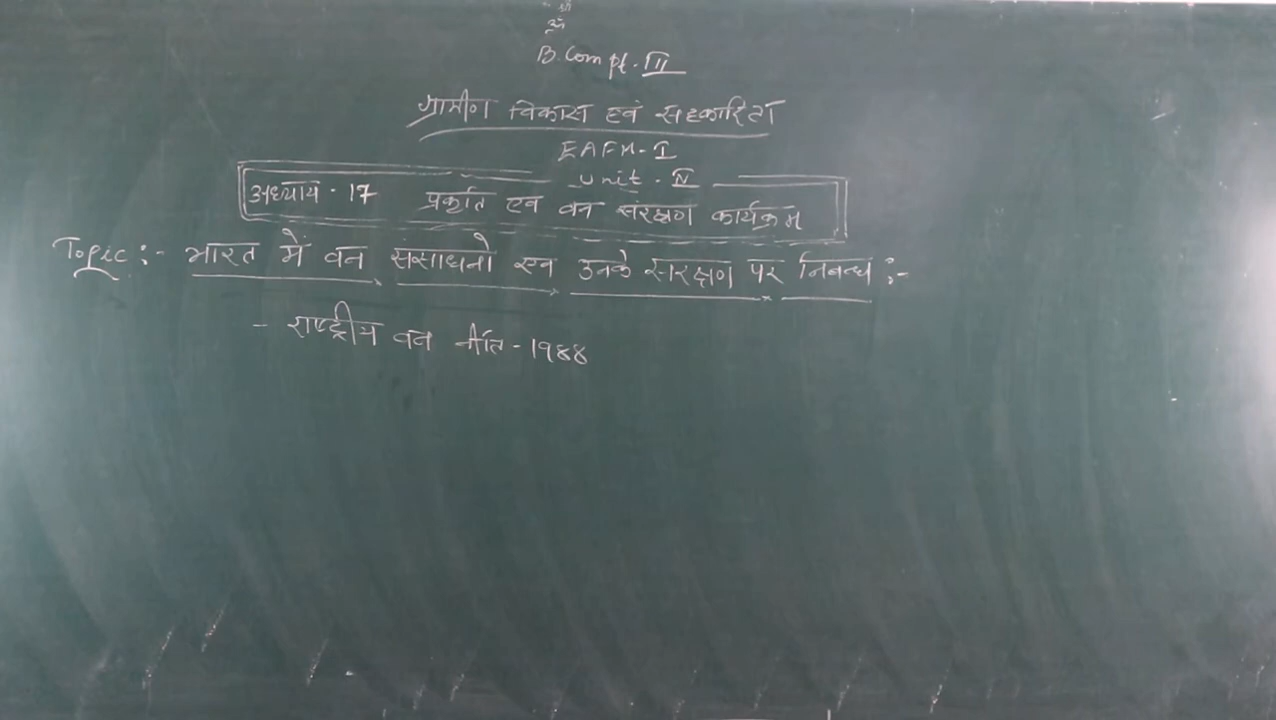 श्री
ॐ
B.Com pt. III
ग्रामीण विकास एवं सहकारिता
EAFM-I
Unit - IV
अध्याय - 17 प्रकृति एवं वन संरक्षण कार्यक्रम
Topic :- भारत में वन संसाधनो एवं उनके संरक्षण पर निबन्ध :-
- राष्ट्रीय वन नीति - 1988